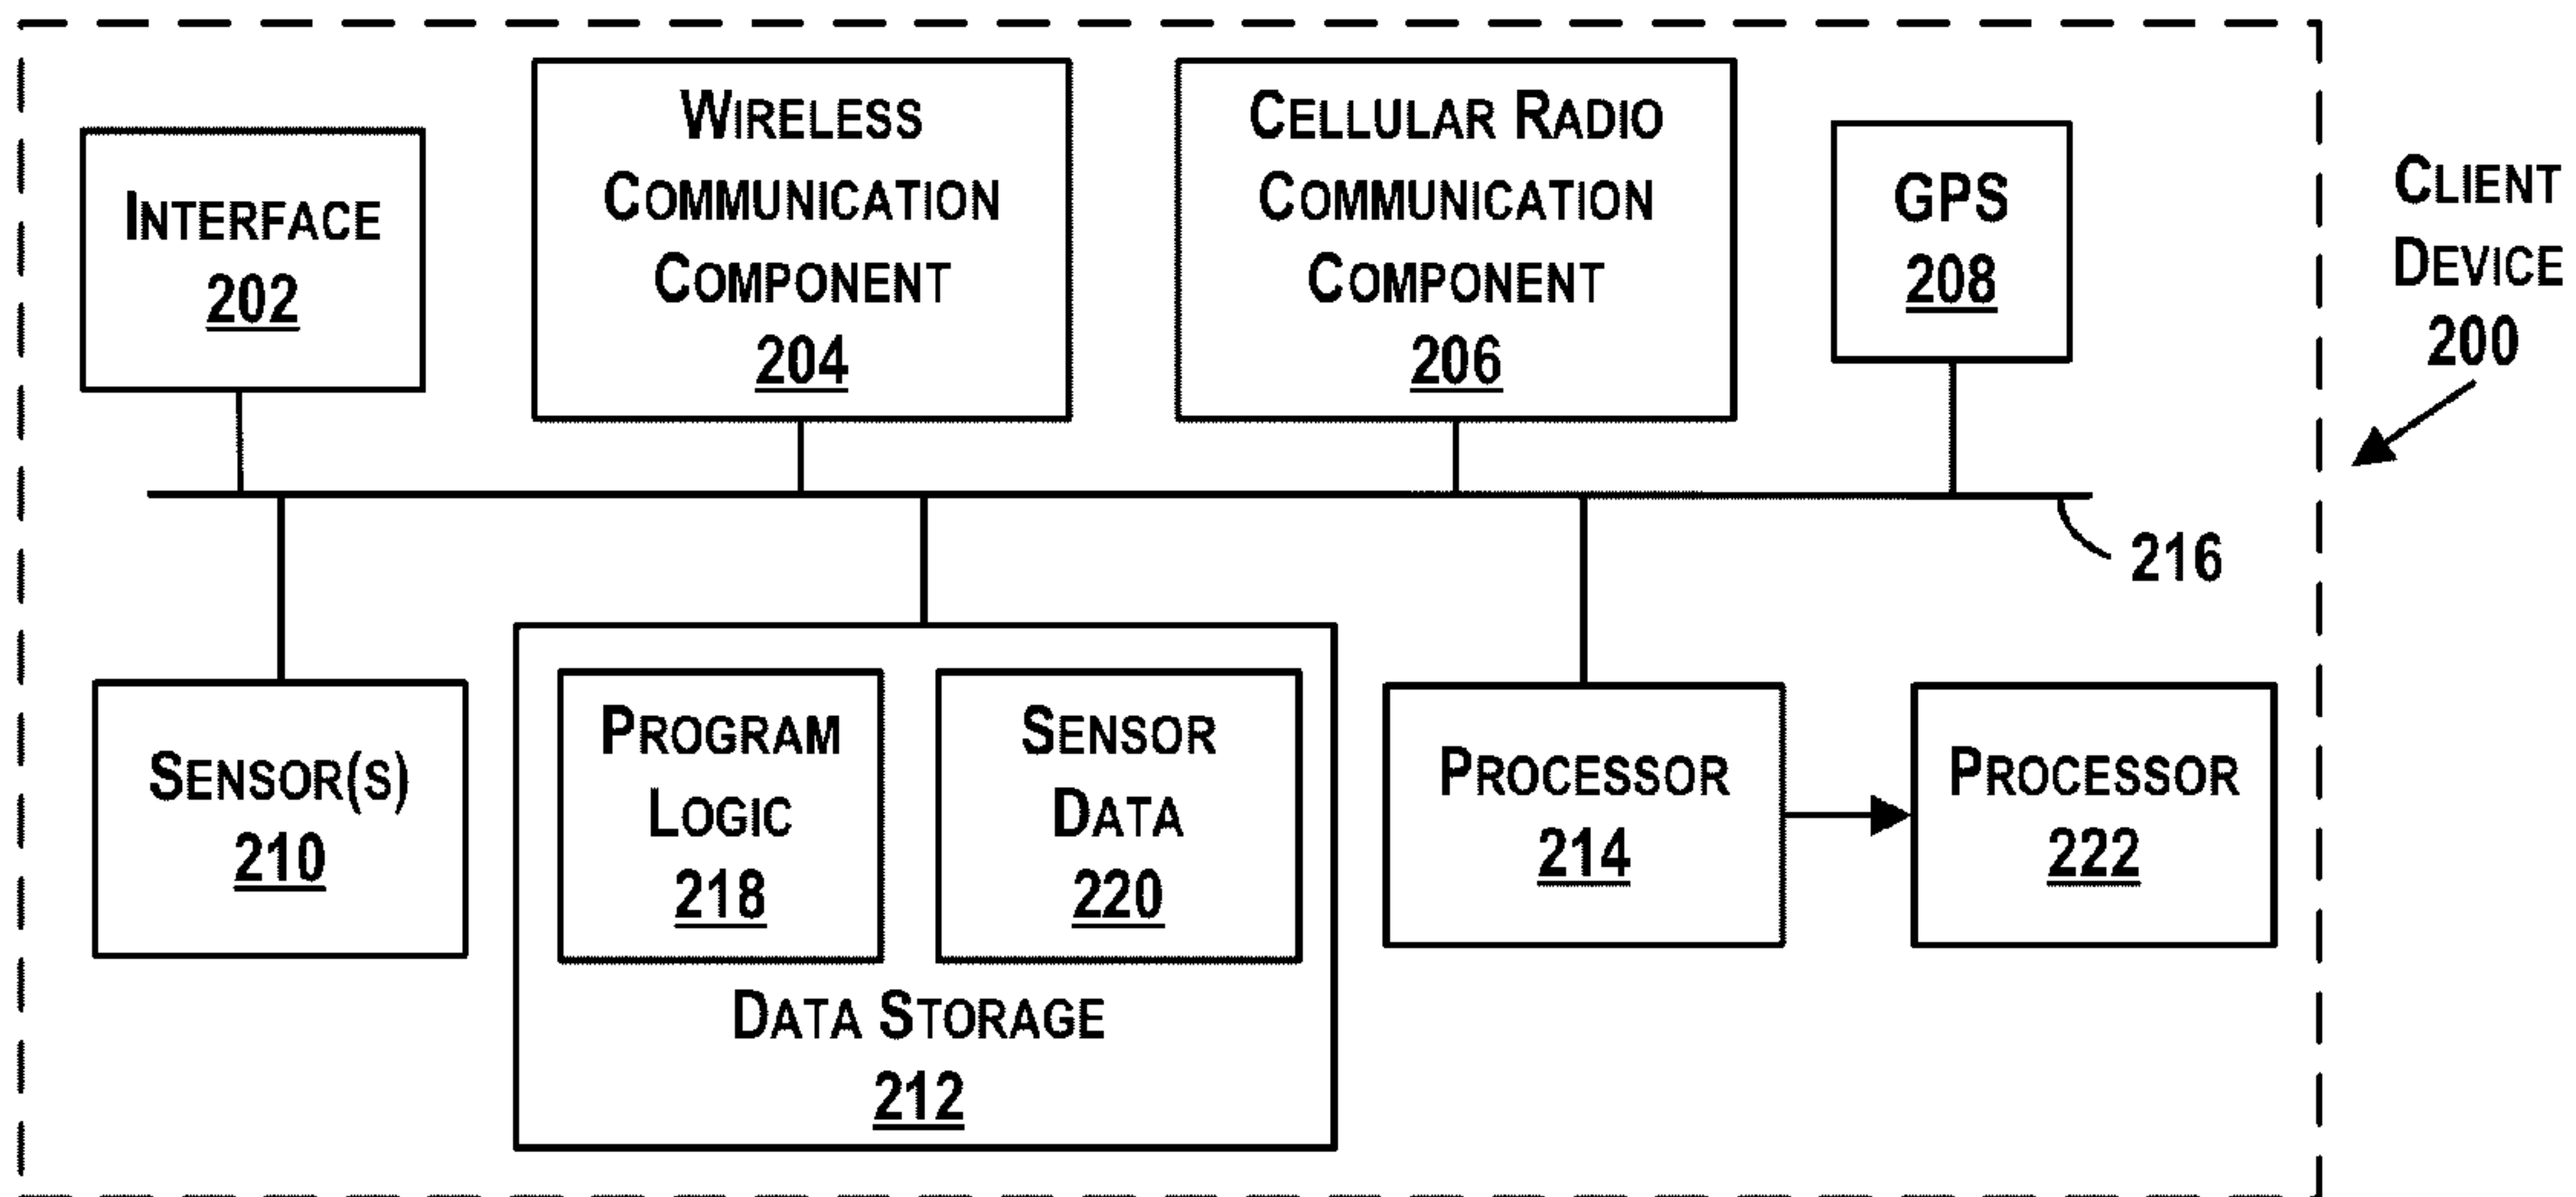 INTERFACE
202
WIRELESS
COMMUNICATION
COMPONENT
204
CELLULAR RADIO
COMMUNICATION
COMPONENT
206
GPS
208
CLIENT
DEVICE
200
216
SENSOR(S)
210
PROGRAM
LOGIC
218
SENSOR
DATA
220
DATA STORAGE
212
PROCESSOR
214
PROCESSOR
222